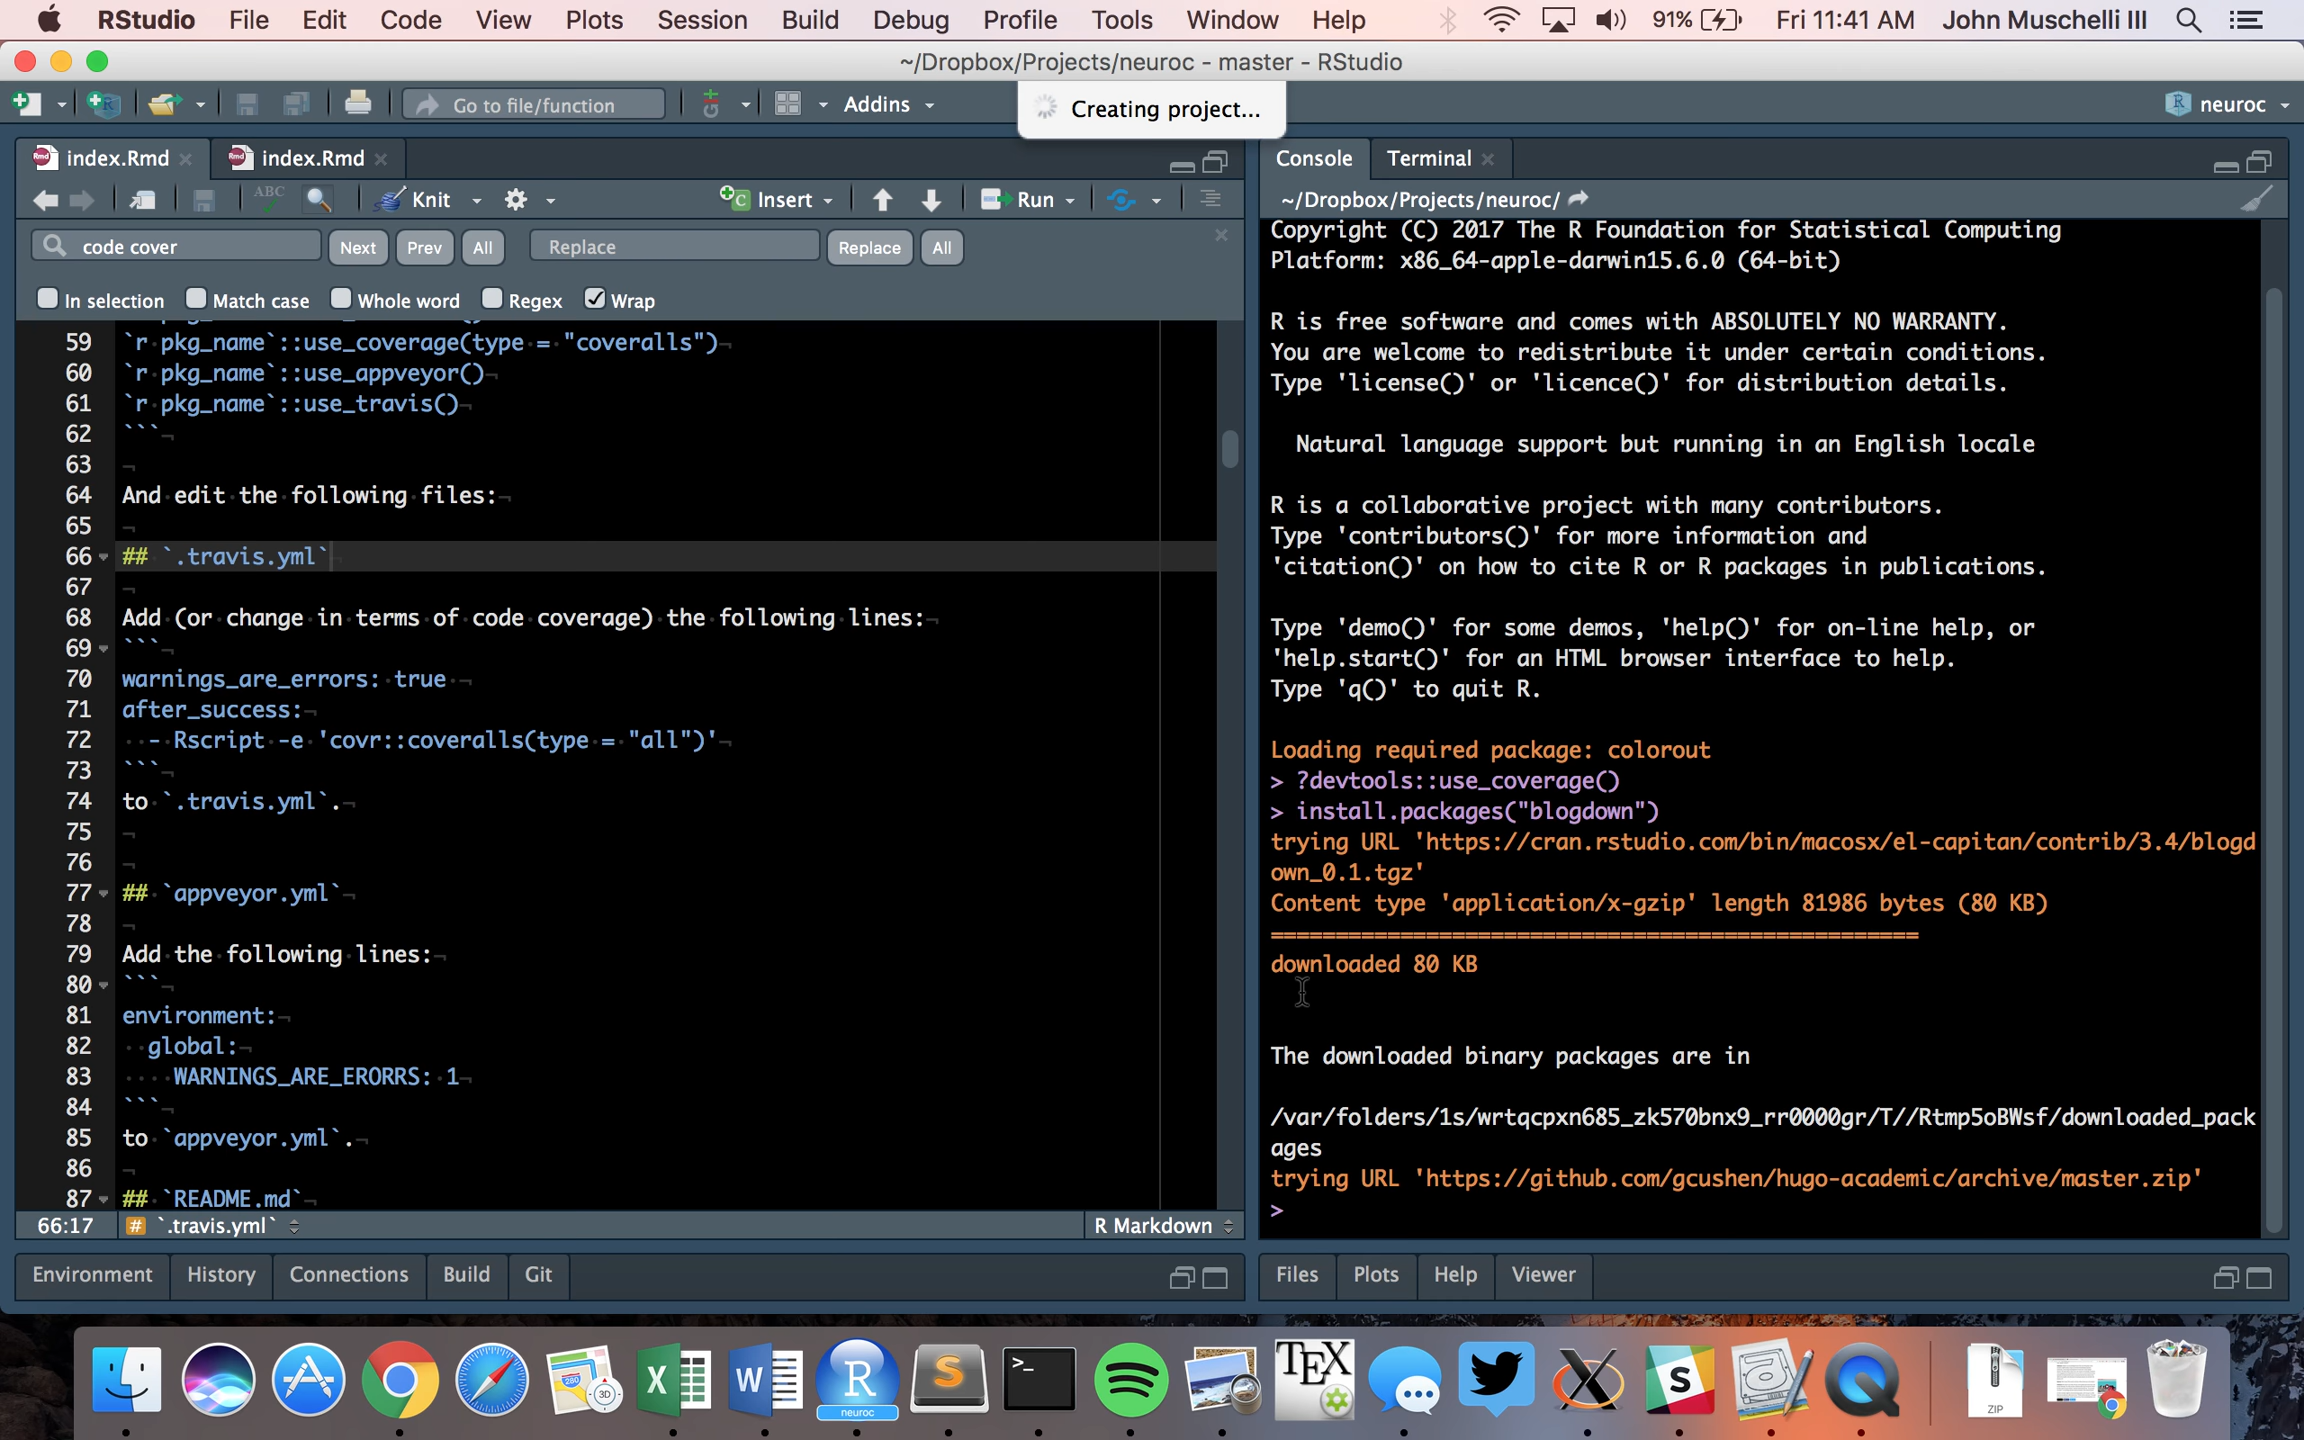 RStudio File Edit Code View Plots Session Build Debug Profile Tools Window Help 91% Fri 11:41 AM John Muschelli III
~/Dropbox/Projects/neuroc - master - RStudio
Go to file/function Addins neuroc
Creating project...
index.Rmd index.Rmd
ABC Knit Insert Run
code cover Next Prev All Replace Replace All
In selection Match case Whole word Regex Wrap
59 `r pkg_name`::use_coverage(type = "coveralls")
60 `r pkg_name`::use_appveyor()
61 `r pkg_name`::use_travis()
62 ```
63
64 And edit the following files:
65
66 ## `.travis.yml`
67
68 Add (or change in terms of code coverage) the following lines:
69 ```
70 warnings_are_errors: true
71 after_success:
72   - Rscript -e 'covr::coveralls(type = "all")'
73 ```
74 to `.travis.yml`.
75
76
77 ## `appveyor.yml`
78
79 Add the following lines:
80 ```
81 environment:
82   global:
83     WARNINGS_ARE_ERORRS: 1
84 ```
85 to `appveyor.yml`.
86
87 ## `README.md`
66:17 # `.travis.yml` R Markdown
Environment History Connections Build Git
Console Terminal
~/Dropbox/Projects/neuroc/
Copyright (C) 2017 The R Foundation for Statistical Computing
Platform: x86_64-apple-darwin15.6.0 (64-bit)
R is free software and comes with ABSOLUTELY NO WARRANTY.
You are welcome to redistribute it under certain conditions.
Type 'license()' or 'licence()' for distribution details.
Natural language support but running in an English locale
R is a collaborative project with many contributors.
Type 'contributors()' for more information and
'citation()' on how to cite R or R packages in publications.
Type 'demo()' for some demos, 'help()' for on-line help, or
'help.start()' for an HTML browser interface to help.
Type 'q()' to quit R.
Loading required package: colorout
> ?devtools::use_coverage()
> install.packages("blogdown")
trying URL 'https://cran.rstudio.com/bin/macosx/el-capitan/contrib/3.4/blogd
own_0.1.tgz'
Content type 'application/x-gzip' length 81986 bytes (80 KB)
==================================================
downloaded 80 KB
The downloaded binary packages are in
/var/folders/1s/wrtqcpxn685_zk570bnx9_rr0000gr/T//Rtmp5oBWsf/downloaded_pack
ages
trying URL 'https://github.com/gcushen/hugo-academic/archive/master.zip'
>
Files Plots Help Viewer
280 3D X W R neuroc S >_ TEX X S ZIP